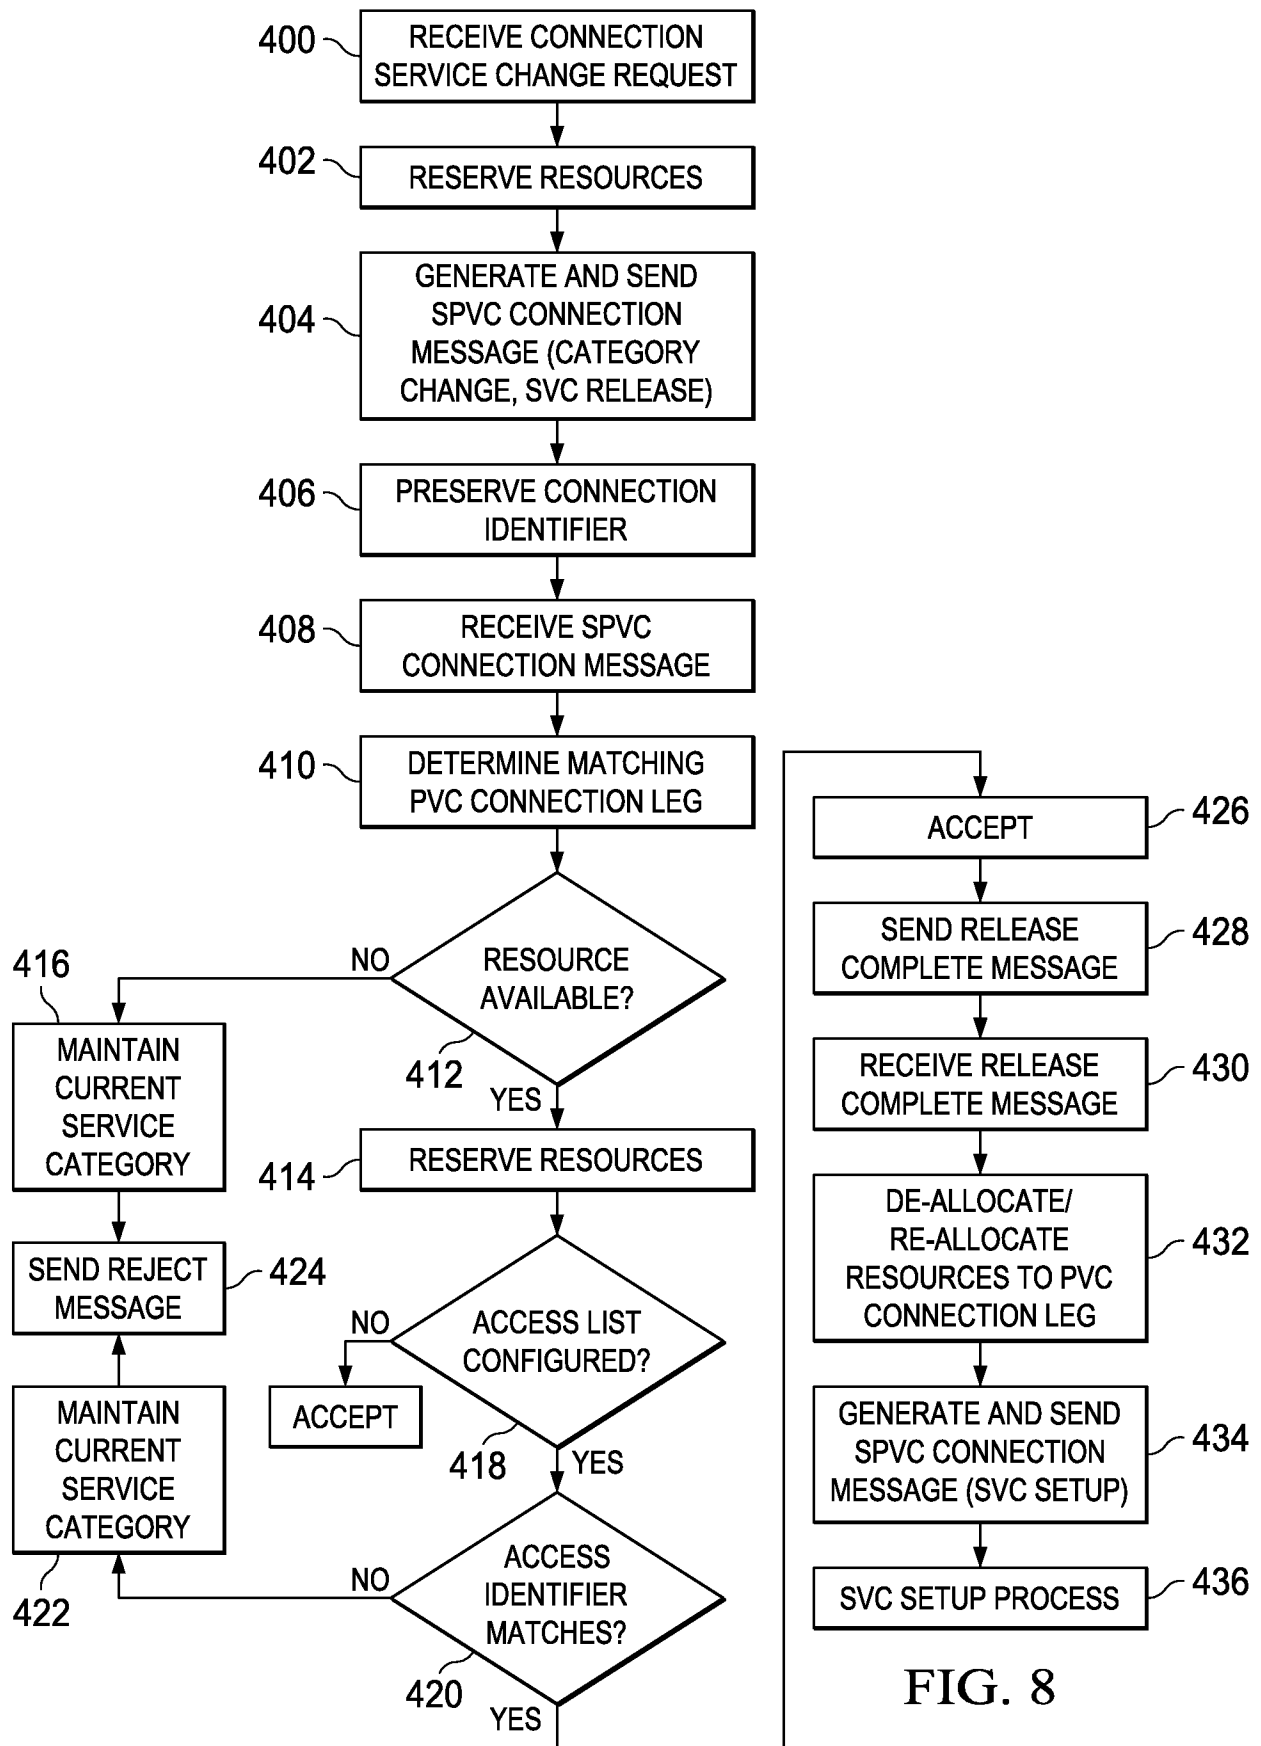 400
RECEIVE CONNECTION
SERVICE CHANGE REQUEST
402
RESERVE RESOURCES
404
GENERATE AND SEND
SPVC CONNECTION
MESSAGE (CATEGORY
CHANGE, SVC RELEASE)
406
PRESERVE CONNECTION
IDENTIFIER
408
RECEIVE SPVC
CONNECTION MESSAGE
410
DETERMINE MATCHING
PVC CONNECTION LEG
RESOURCE
AVAILABLE?
412
NO
YES
416
MAINTAIN
CURRENT
SERVICE
CATEGORY
414
RESERVE RESOURCES
SEND REJECT
MESSAGE
424
ACCESS LIST
CONFIGURED?
418
NO
ACCEPT
YES
MAINTAIN
CURRENT
SERVICE
CATEGORY
422
NO
ACCESS
IDENTIFIER
MATCHES?
420
YES
ACCEPT
426
SEND RELEASE
COMPLETE MESSAGE
428
RECEIVE RELEASE
COMPLETE MESSAGE
430
DE-ALLOCATE/
RE-ALLOCATE
RESOURCES TO PVC
CONNECTION LEG
432
GENERATE AND SEND
SPVC CONNECTION
MESSAGE (SVC SETUP)
434
SVC SETUP PROCESS
436
FIG. 8